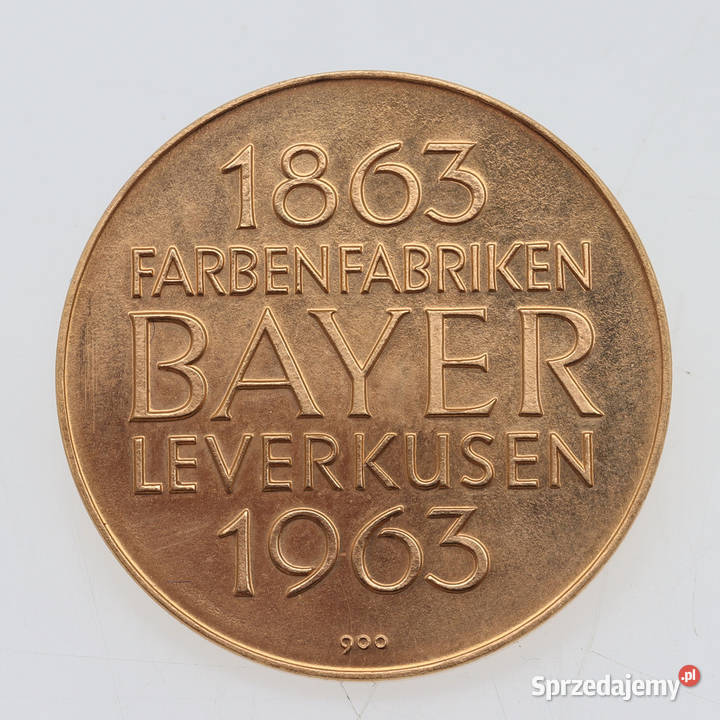 1863
FARBENFABRIKEN
BAYER
LEVERKUSEN
1963
900
Sprzedajemy.pl